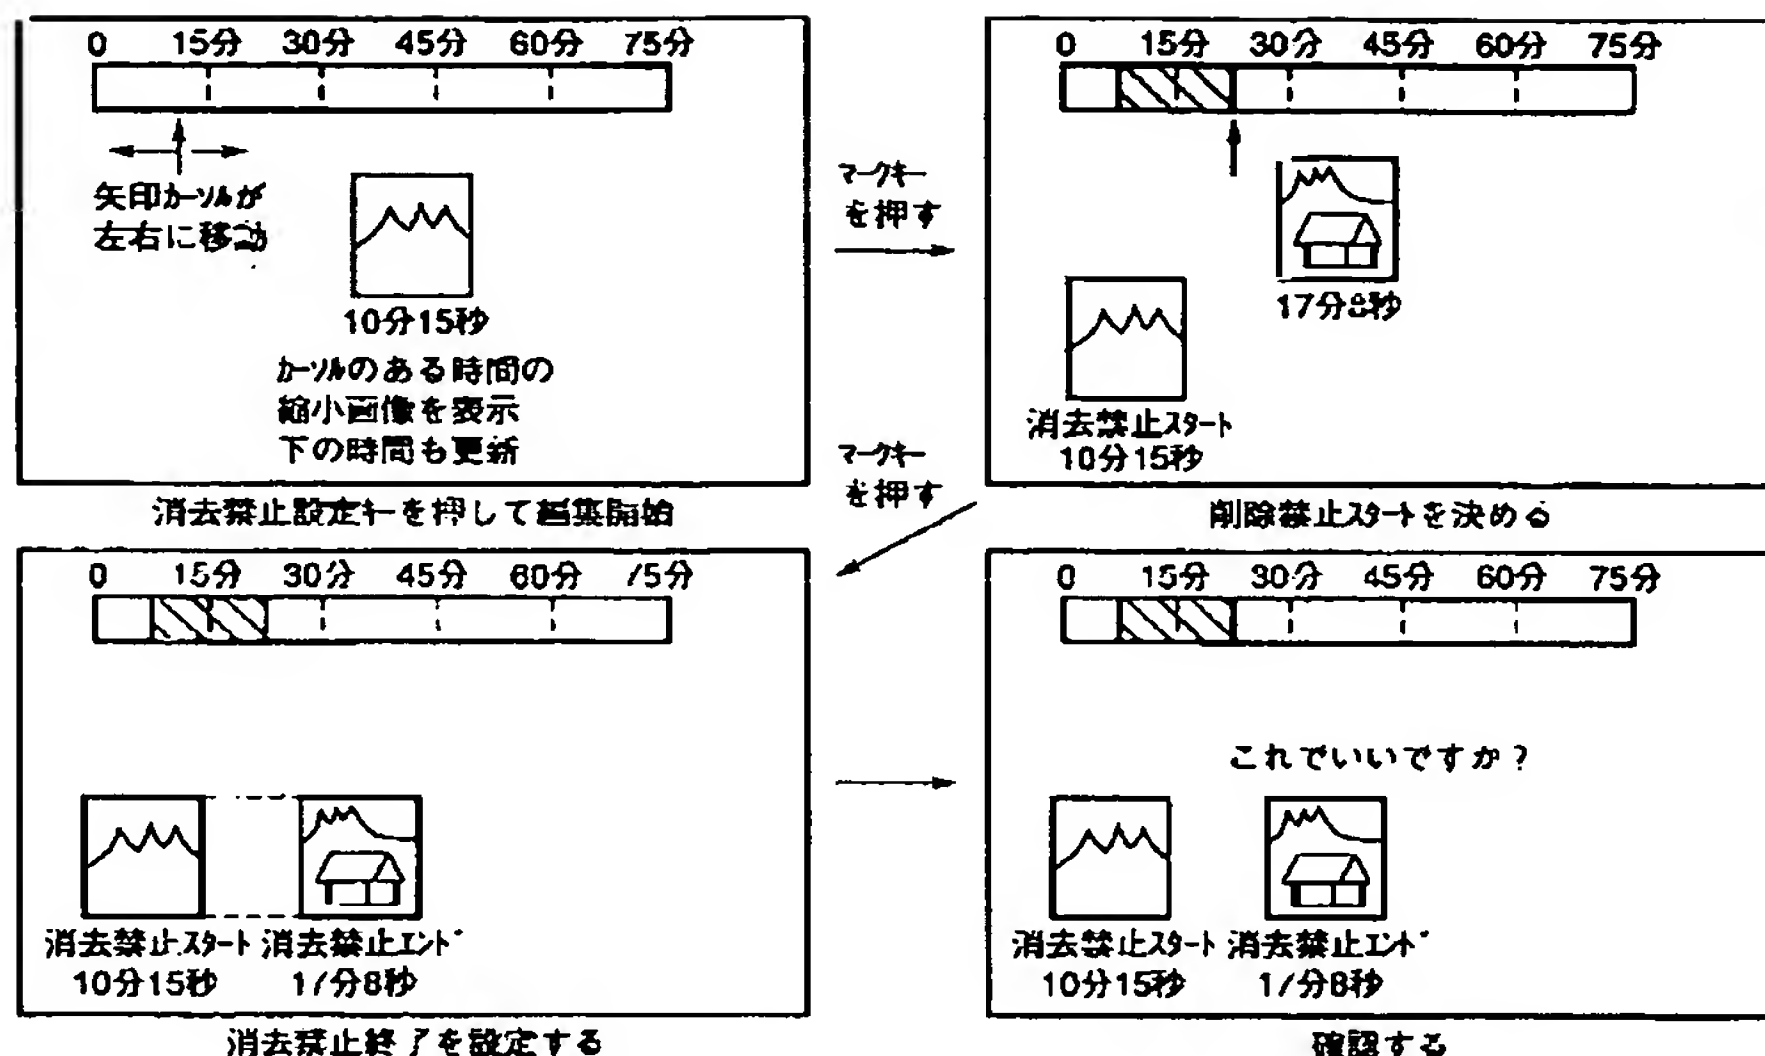 0 15分 30分 45分 60分 75分
矢印カーソルが
左右に移動
10分15秒
カーソルのある時間の
縮小画像を表示
下の時間も更新
消去禁止設定キーを押して編集開始
マークキー
を押す
0 15分 30分 45分 60分 75分
17分8秒
消去禁止スタート
10分15秒
削除禁止スタートを決める
マークキー
を押す
0 15分 30分 45分 60分 75分
消去禁止スタート 消去禁止エンド
10分15秒 17分8秒
消去禁止終了を設定する
0 15分 30分 45分 60分 75分
これでいいですか?
消去禁止スタート 消去禁止エンド
10分15秒 17分8秒
確認する